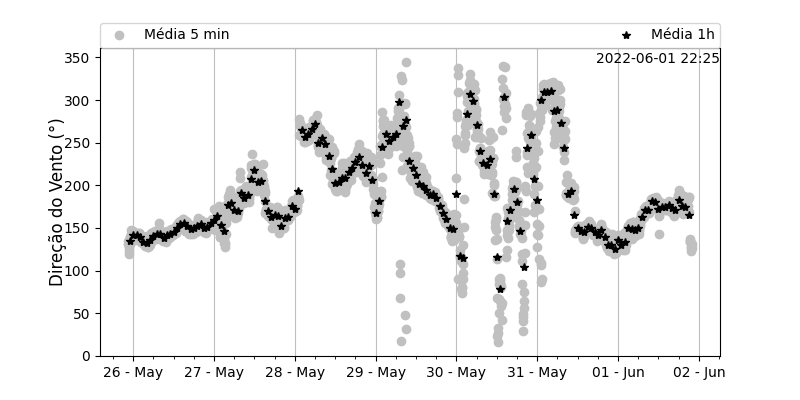 Média 5 min
Média 1h
2022-06-01 22:25
Direção do Vento (°)
350
300
250
200
150
100
50
0
26 - May
27 - May
28 - May
29 - May
30 - May
31 - May
01 - Jun
02 - Jun